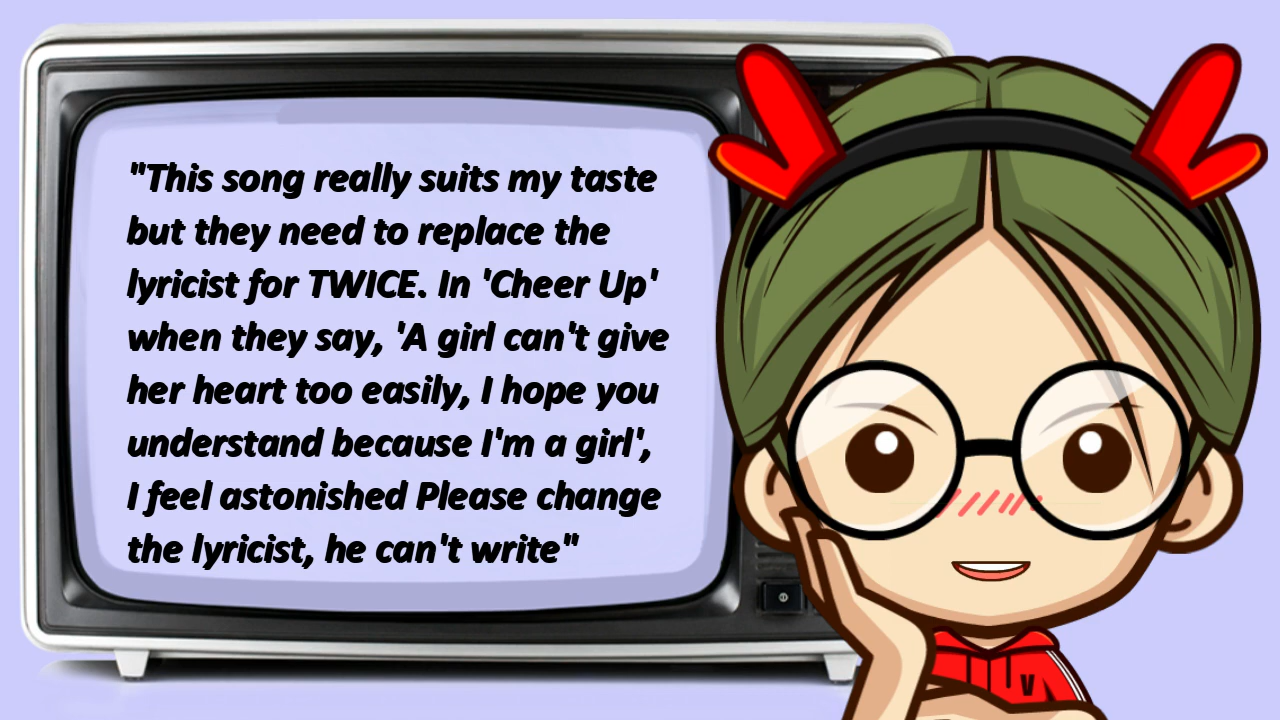 "This song really suits my taste
but they need to replace the
lyricist for TWICE. In 'Cheer Up'
when they say, 'A girl can't give
her heart too easily, I hope you
understand because I'm a girl',
I feel astonished Please change
the lyricist, he can't write"